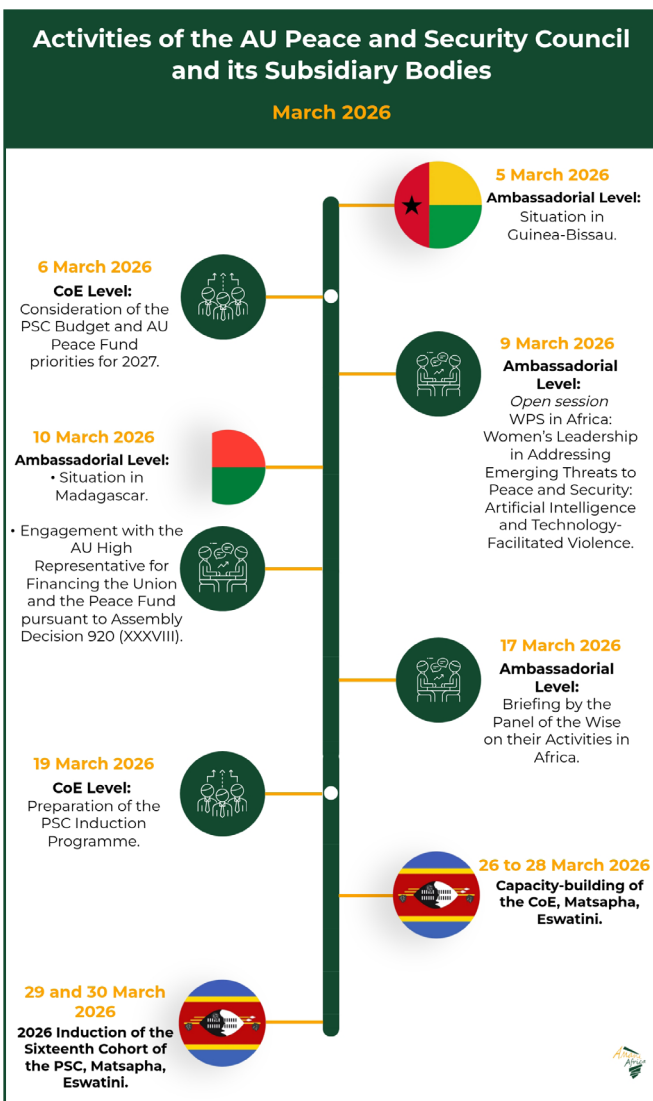 Activities of the AU Peace and Security Council
and its Subsidiary Bodies
March 2026
5 March 2026
Ambassadorial Level:
Situation in
Guinea-Bissau.
6 March 2026
CoE Level:
Consideration of the
PSC Budget and AU
Peace Fund
priorities for 2027.
9 March 2026
Ambassadorial
Level:
Open session
WPS in Africa:
Women's Leadership
in Addressing
Emerging Threats to
Peace and Security:
Artificial Intelligence
and Technology-
Facilitated Violence.
10 March 2026
Ambassadorial Level:
• Situation in
Madagascar.
• Engagement with the
AU High
Representative for
Financing the Union
and the Peace Fund
pursuant to Assembly
Decision 920 (XXXVIII).
17 March 2026
Ambassadorial
Level:
Briefing by the
Panel of the Wise
on their Activities in
Africa.
19 March 2026
CoE Level:
Preparation of the
PSC Induction
Programme.
26 to 28 March 2026
Capacity-building of
the CoE, Matsapha,
Eswatini.
29 and 30 March
2026
2026 Induction of the
Sixteenth Cohort of
the PSC, Matsapha,
Eswatini.
Africa